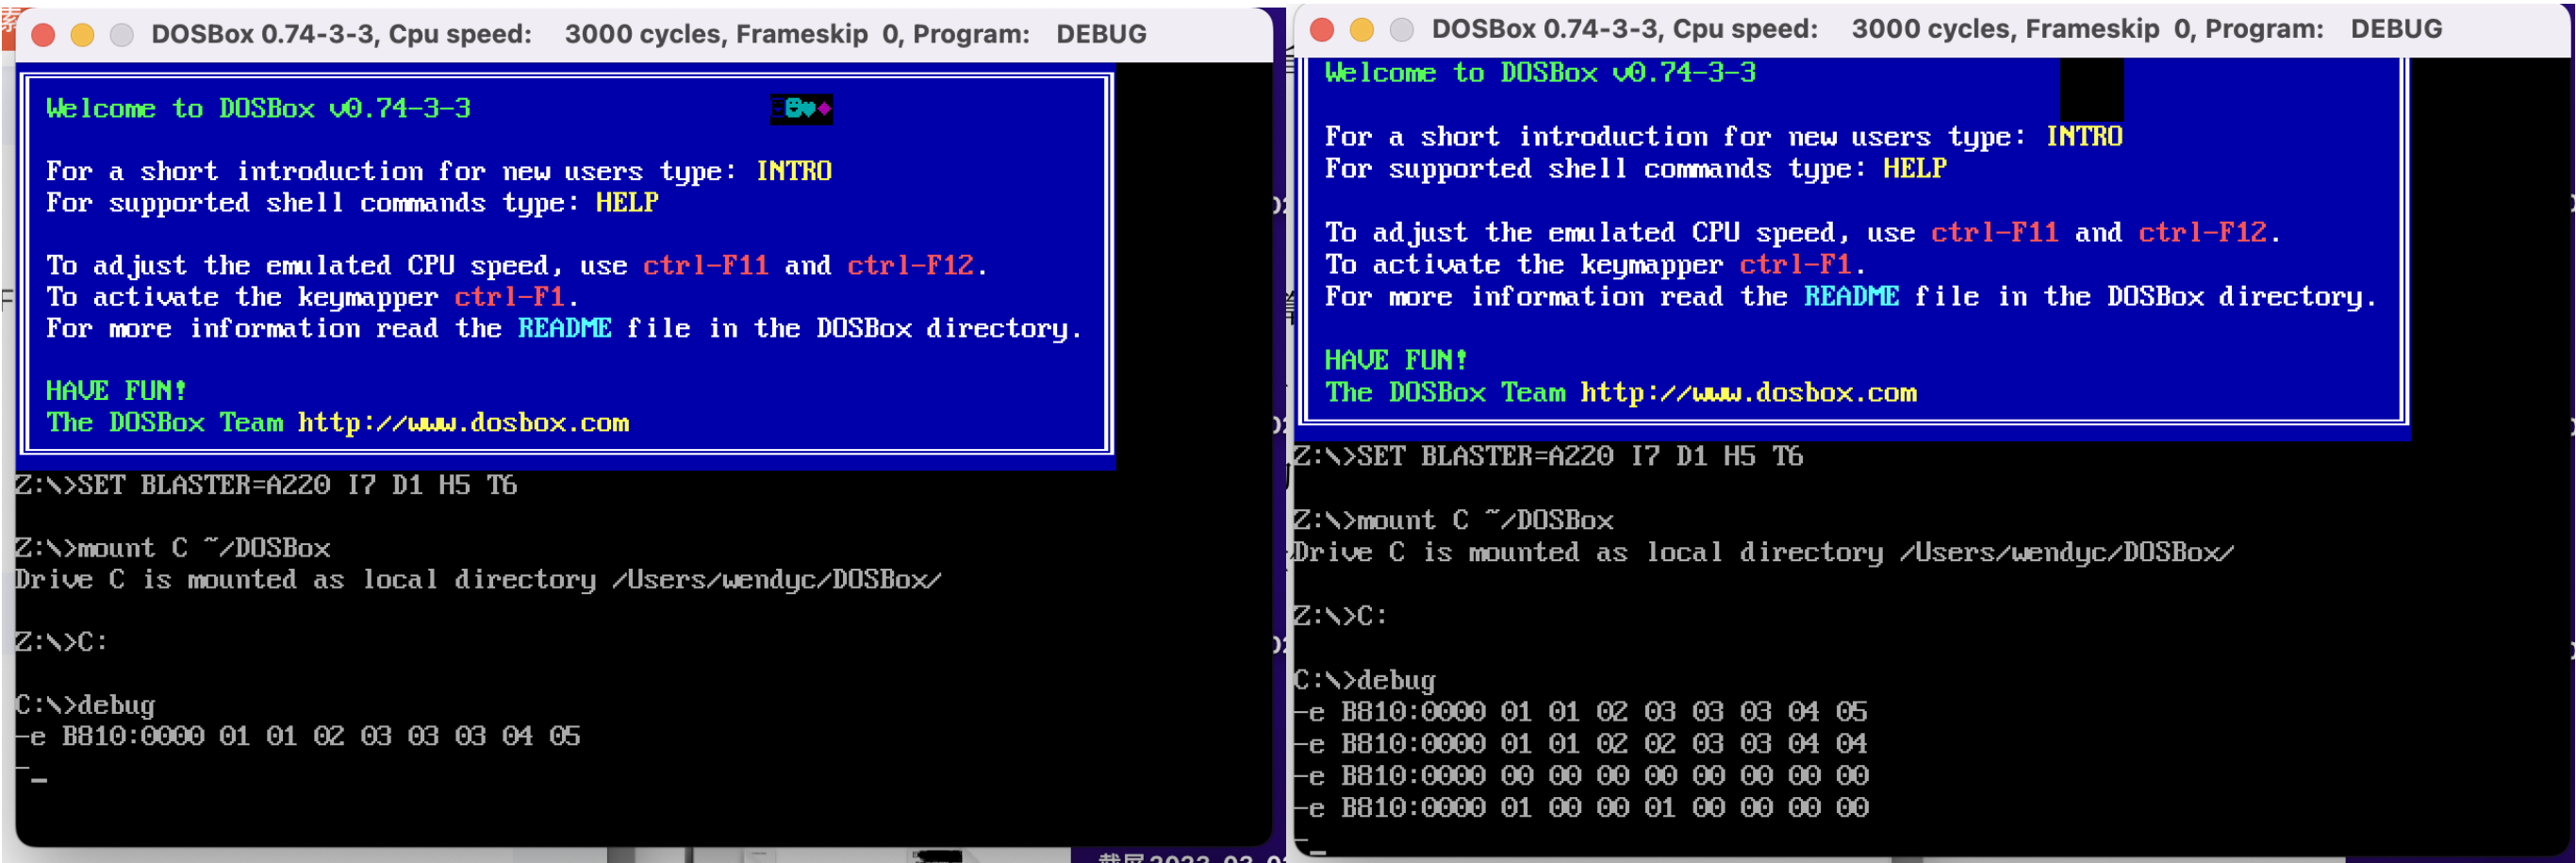 DOSBox 0.74-3-3, Cpu speed: 3000 cycles, Frameskip 0, Program: DEBUG
Welcome to DOSBox v0.74-3-3
For a short introduction for new users type: INTRO
For supported shell commands type: HELP
To adjust the emulated CPU speed, use ctrl-F11 and ctrl-F12.
To activate the keymapper ctrl-F1.
For more information read the README file in the DOSBox directory.
HAVE FUN!
The DOSBox Team http://www.dosbox.com
Z:\>SET BLASTER=A220 I7 D1 H5 T6
Z:\>mount C ~/DOSBox
Drive C is mounted as local directory /Users/wendyc/DOSBox/
Z:\>C:
C:\>debug
-e B810:0000 01 01 02 03 03 03 04 05
-
DOSBox 0.74-3-3, Cpu speed: 3000 cycles, Frameskip 0, Program: DEBUG
Welcome to DOSBox v0.74-3-3
For a short introduction for new users type: INTRO
For supported shell commands type: HELP
To adjust the emulated CPU speed, use ctrl-F11 and ctrl-F12.
To activate the keymapper ctrl-F1.
For more information read the README file in the DOSBox directory.
HAVE FUN!
The DOSBox Team http://www.dosbox.com
Z:\>SET BLASTER=A220 I7 D1 H5 T6
Z:\>mount C ~/DOSBox
Drive C is mounted as local directory /Users/wendyc/DOSBox/
Z:\>C:
C:\>debug
-e B810:0000 01 01 02 03 03 03 04 05
-e B810:0000 01 01 02 02 03 03 04 04
-e B810:0000 00 00 00 00 00 00 00 00
-e B810:0000 01 00 00 01 00 00 00 00
-